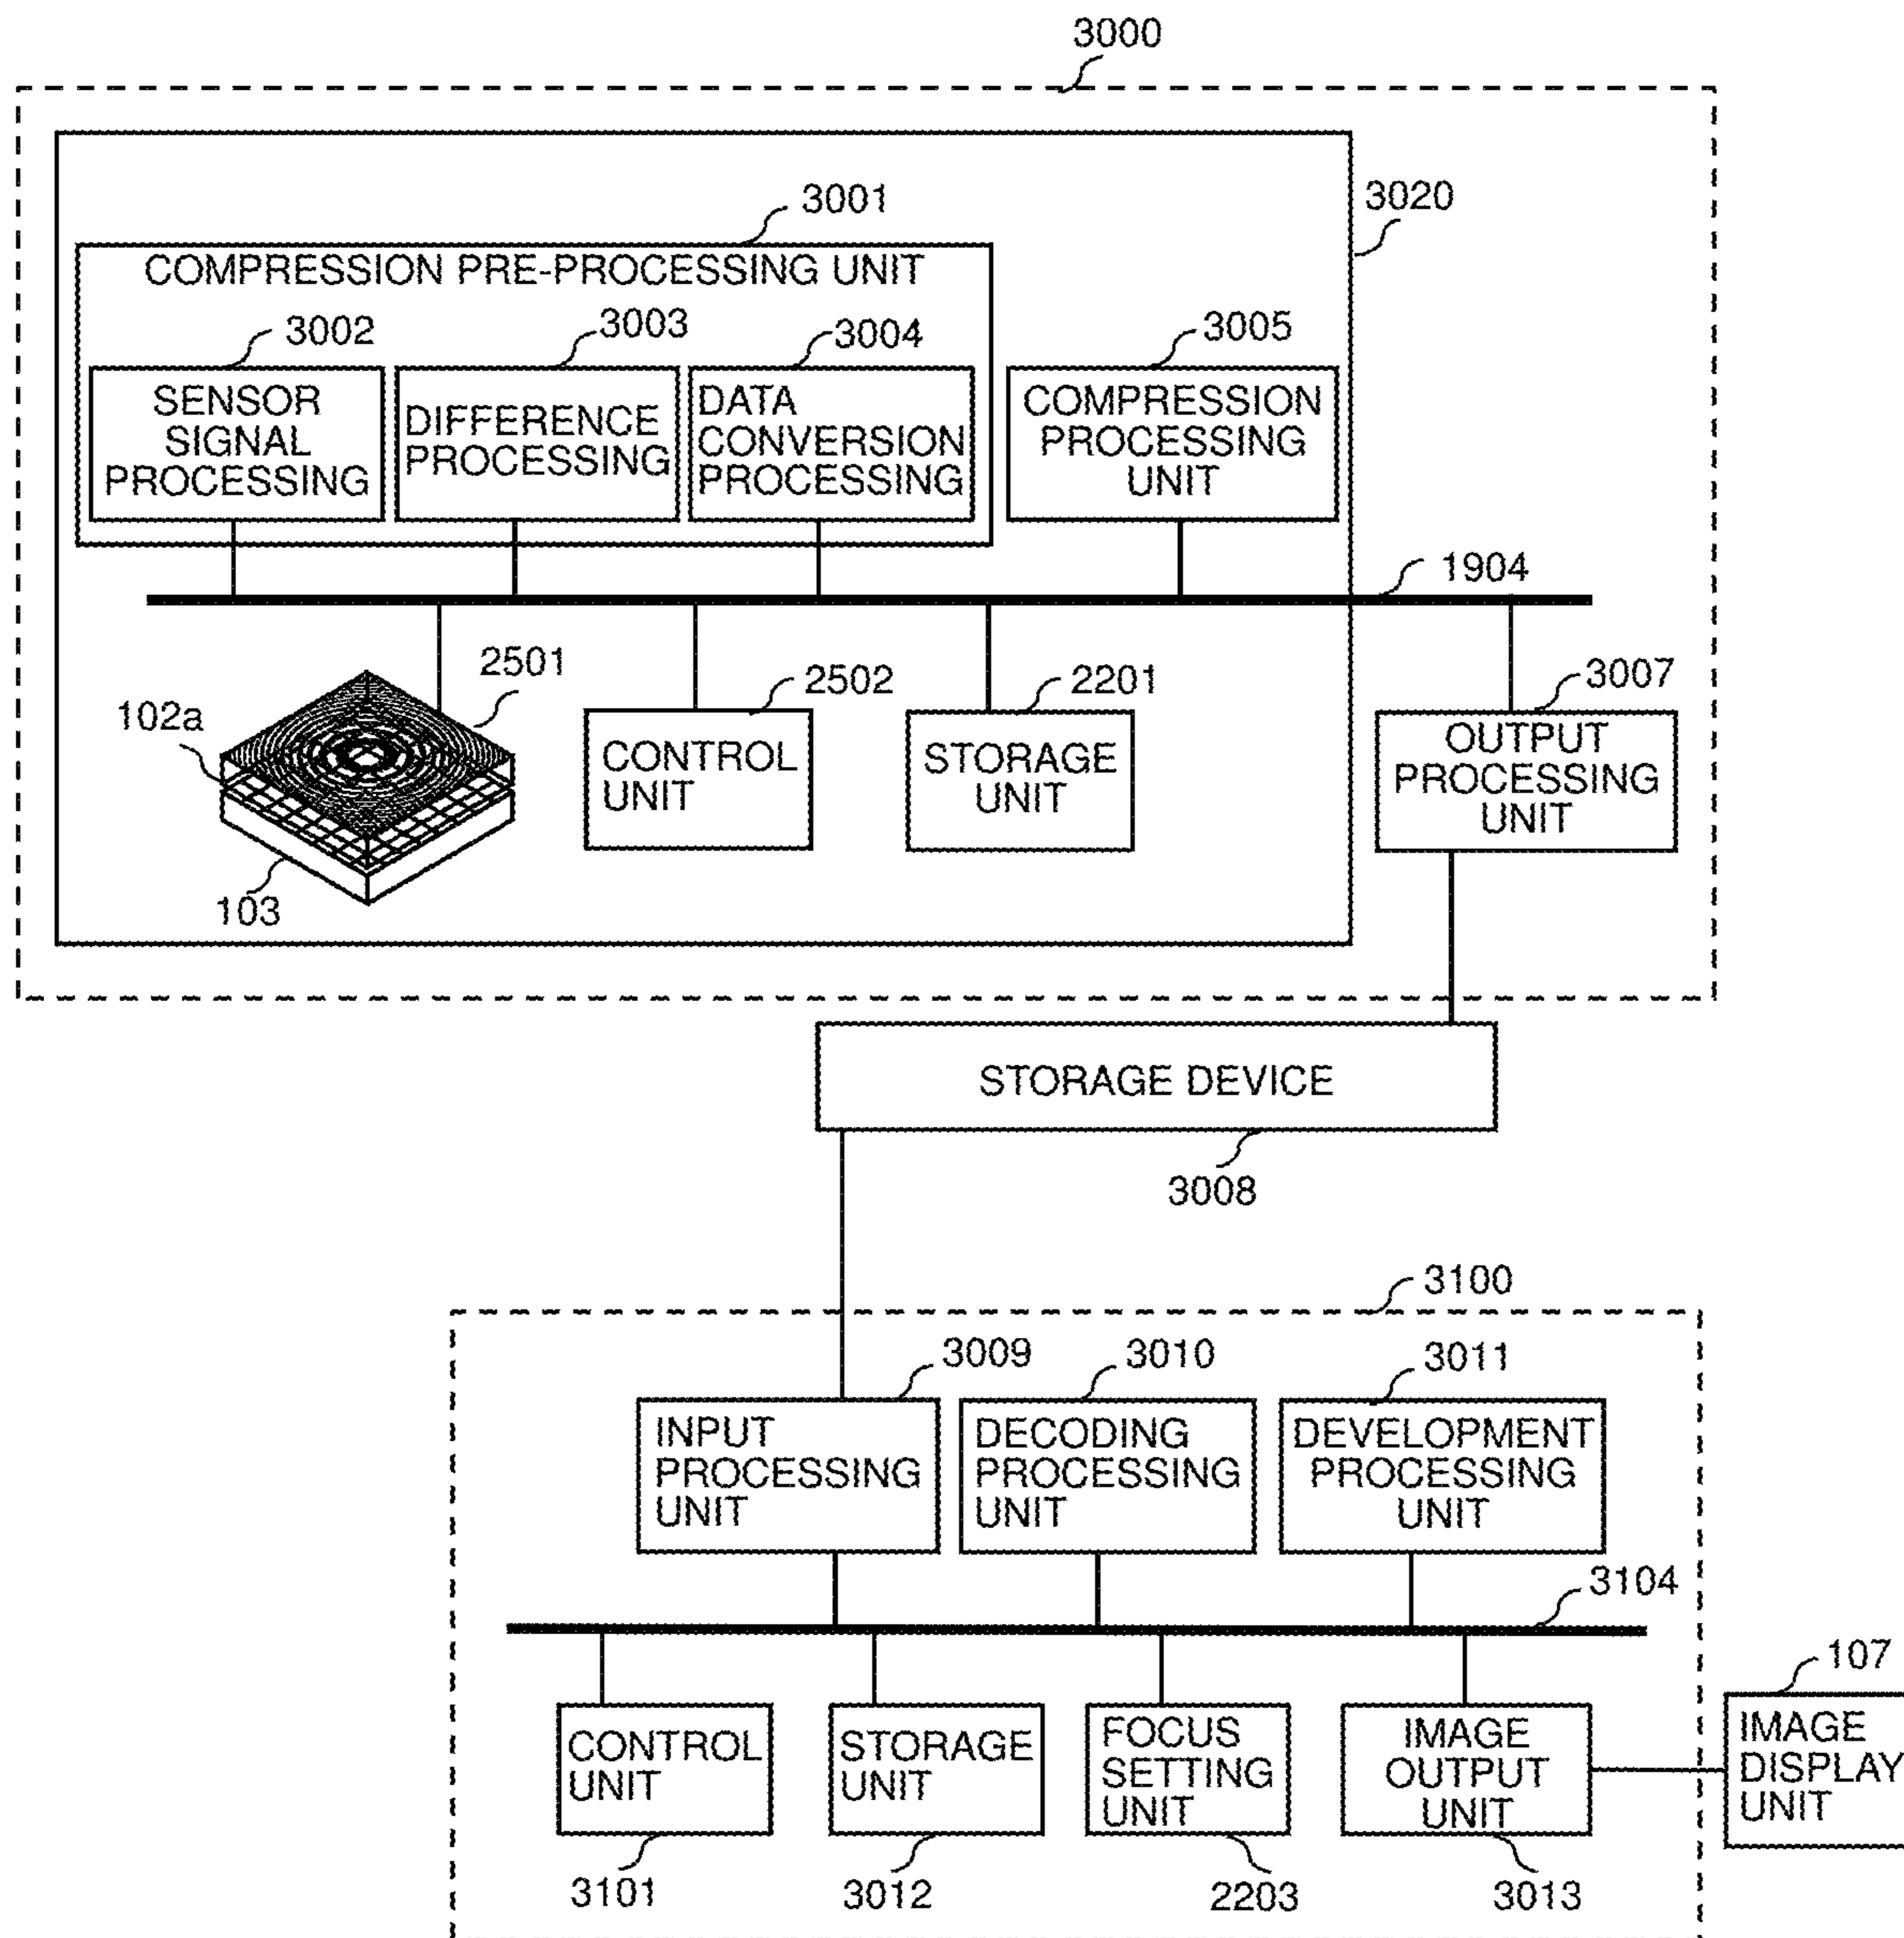 3000
3020
3001
COMPRESSION PRE-PROCESSING UNIT
3002
3003
3004
3005
SENSOR
SIGNAL
PROCESSING
DIFFERENCE
PROCESSING
DATA
CONVERSION
PROCESSING
COMPRESSION
PROCESSING
UNIT
1904
2501
102a
103
2502
CONTROL
UNIT
2201
STORAGE
UNIT
3007
OUTPUT
PROCESSING
UNIT
STORAGE DEVICE
3008
3100
3009
INPUT
PROCESSING
UNIT
3010
DECODING
PROCESSING
UNIT
3011
DEVELOPMENT
PROCESSING
UNIT
3104
CONTROL
UNIT
3101
STORAGE
UNIT
3012
FOCUS
SETTING
UNIT
2203
IMAGE
OUTPUT
UNIT
3013
107
IMAGE
DISPLAY
UNIT